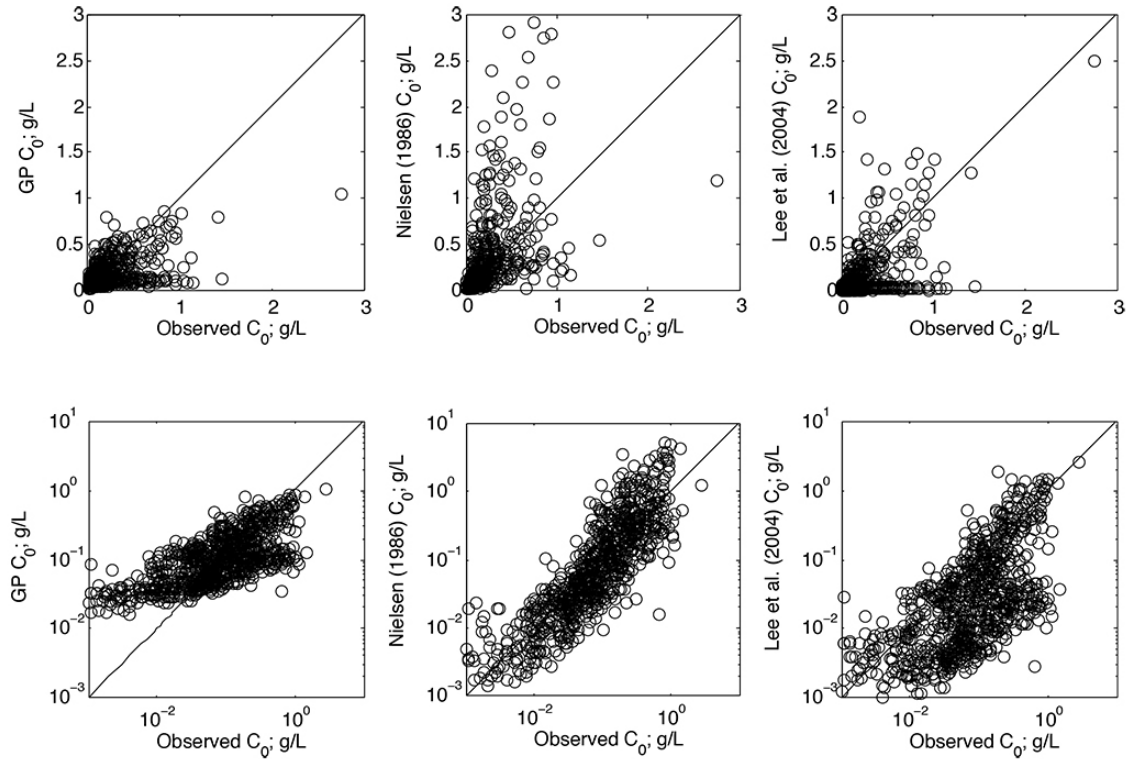 3
2.5
2
1.5
1
0.5
0
0 1 2 3
GP C0; g/L
Observed C0; g/L
3
2.5
2
1.5
1
0.5
0
0 1 2 3
Nielsen (1986) C0; g/L
Observed C0; g/L
3
2.5
2
1.5
1
0.5
0
0 1 2 3
Lee et al. (2004) C0; g/L
Observed C0; g/L
10^1
10^0
10^−1
10^−2
10^−3
10^−2 10^0
GP C0; g/L
Observed C0; g/L
10^1
10^0
10^−1
10^−2
10^−3
10^−2 10^0
Nielsen (1986) C0; g/L
Observed C0; g/L
10^1
10^0
10^−1
10^−2
10^−3
10^−2 10^0
Lee et al. (2004) C0; g/L
Observed C0; g/L